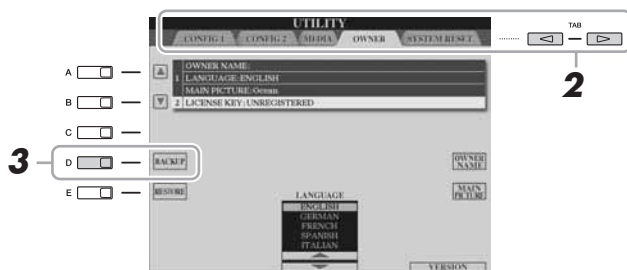 UTILITY
CONFIG 1 CONFIG 2 MEDIA OWNER SYSTEM RESET
TAB
2
OWNER NAME:
1 LANGUAGE:ENGLISH
MAIN PICTURE:Ocean
2 LICENSE KEY:UNREGISTERED
A
B
C
3
D
BACKUP
OWNER
NAME
E
RESTORE
MAIN
PICTURE
LANGUAGE
ENGLISH
GERMAN
FRENCH
SPANISH
ITALIAN
VERSION